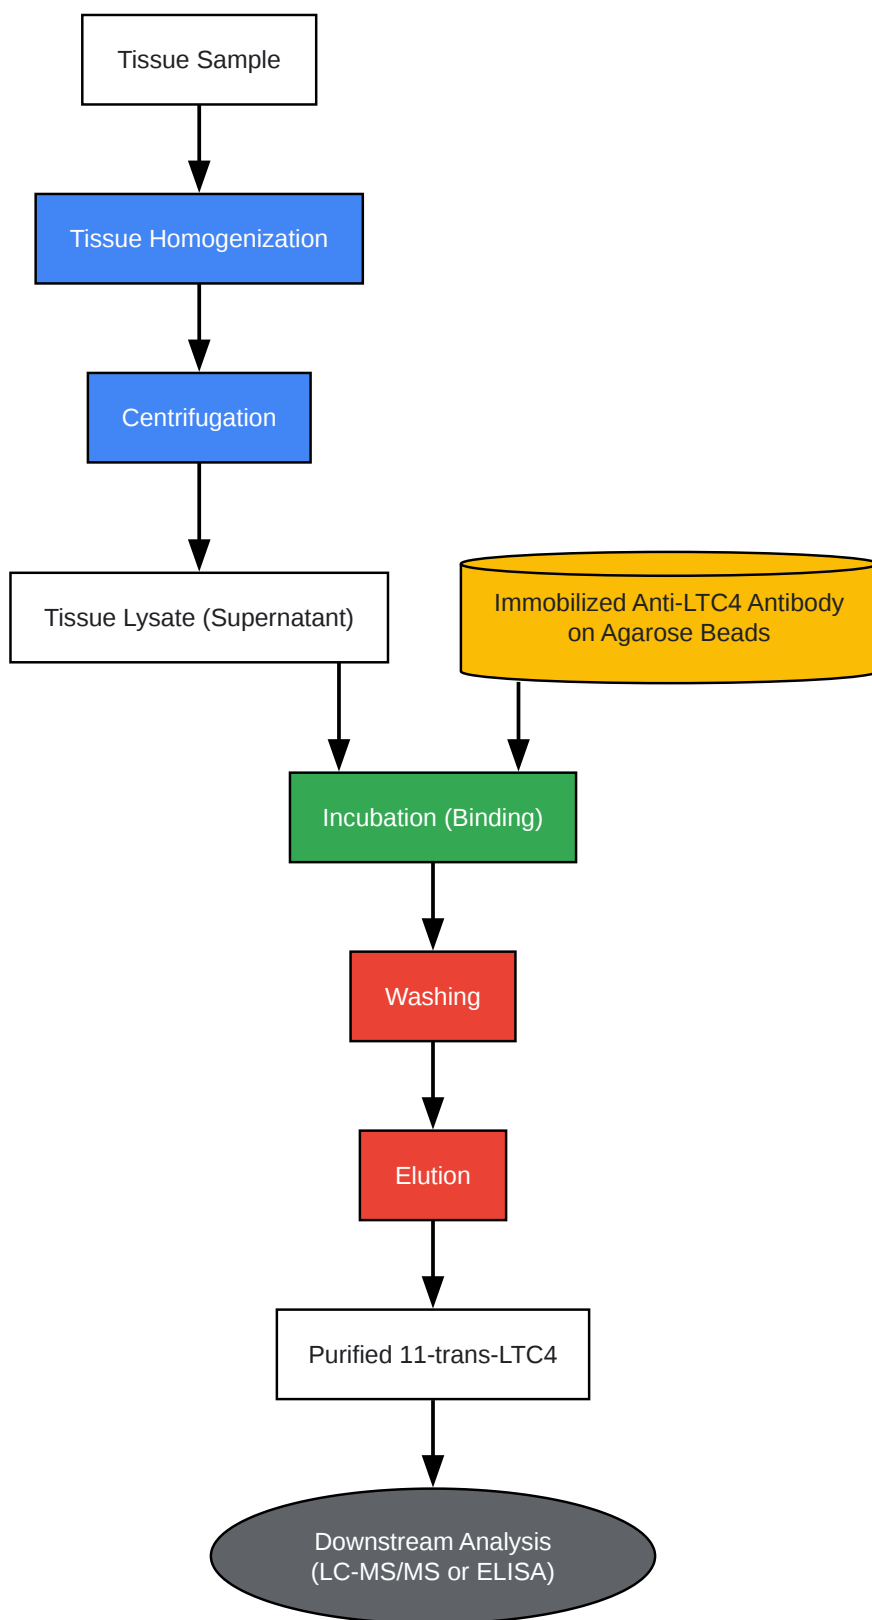 Tissue Sample
Tissue Homogenization
Centrifugation
Tissue Lysate (Supernatant)
Immobilized Anti-LTC4 Antibody
on Agarose Beads
Incubation (Binding)
Washing
Elution
Purified 11-trans-LTC4
Downstream Analysis
(LC-MS/MS or ELISA)